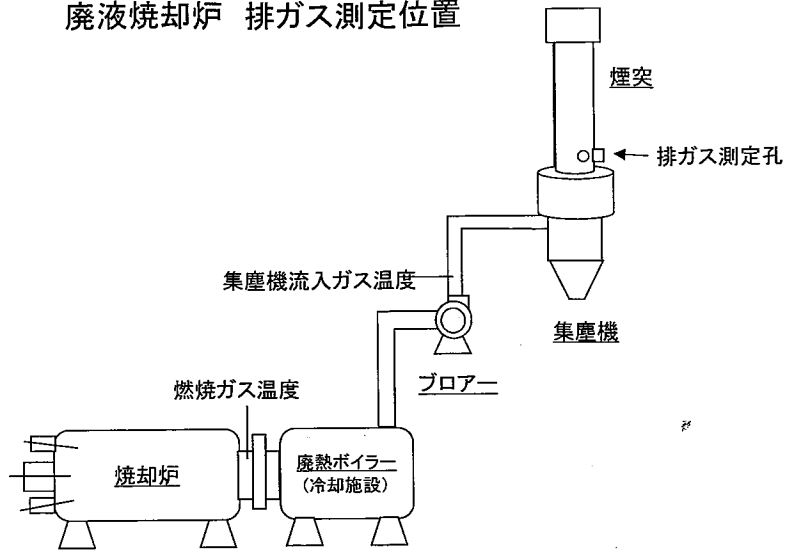 廃液焼却炉 排ガス測定位置
煙突
排ガス測定孔
集塵機流入ガス温度
集塵機
ブロアー
燃焼ガス温度
焼却炉
廃熱ボイラー
（冷却施設）